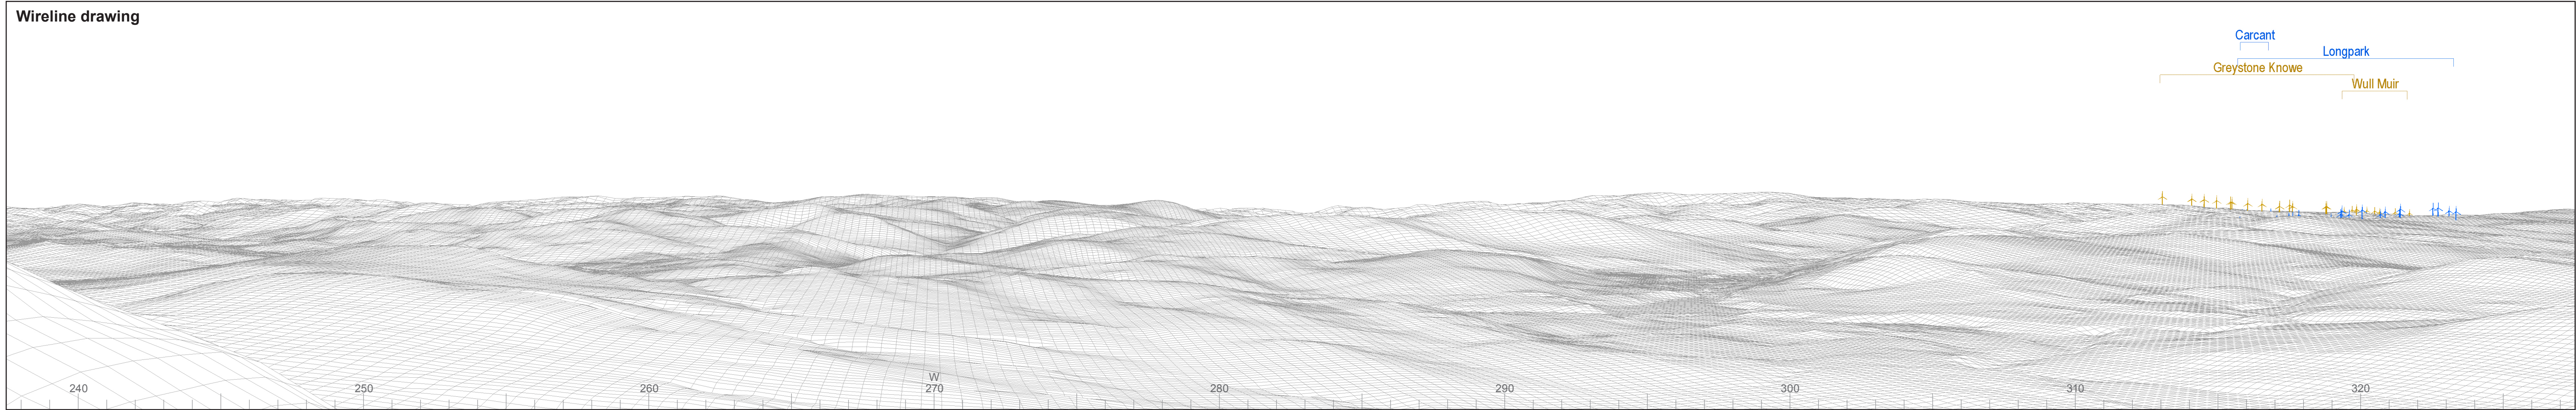 Wireline drawing
Carcant
Longpark
Greystone Knowe
Wull Muir
W
240 250 260 270 280 290 300 310 320